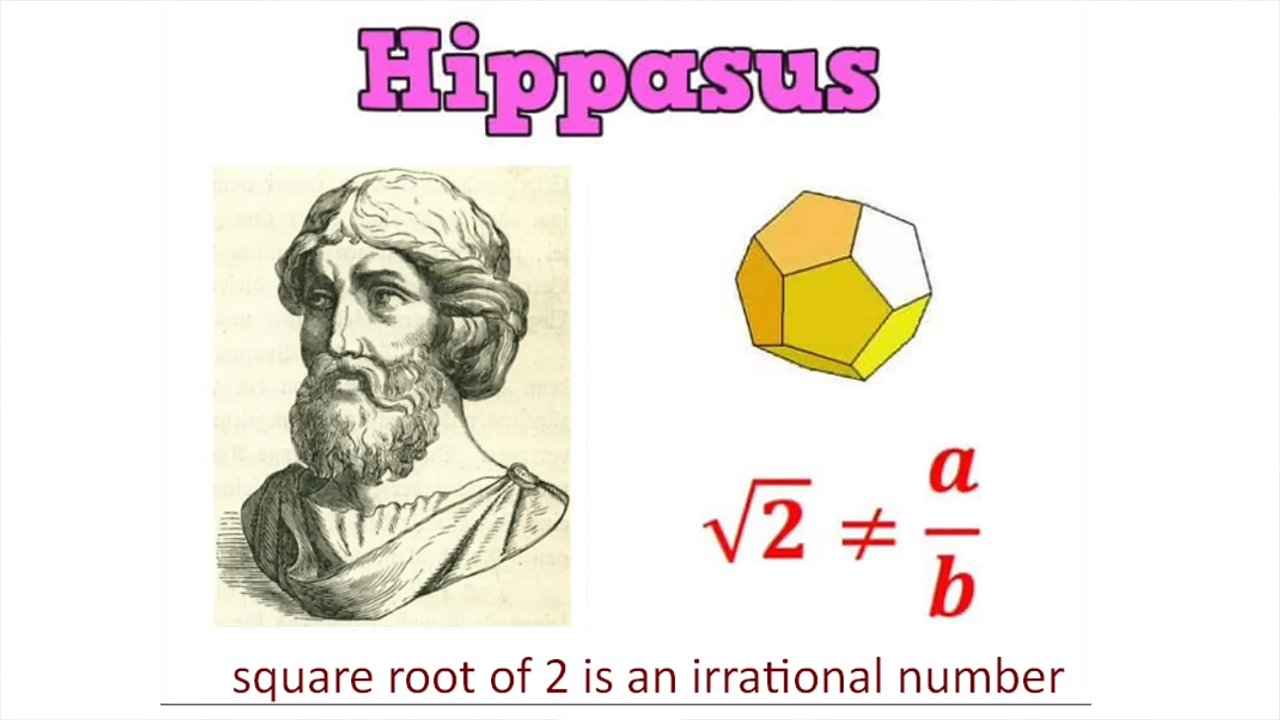 Hippasus
√2 ≠ a/b
square root of 2 is an irrational number